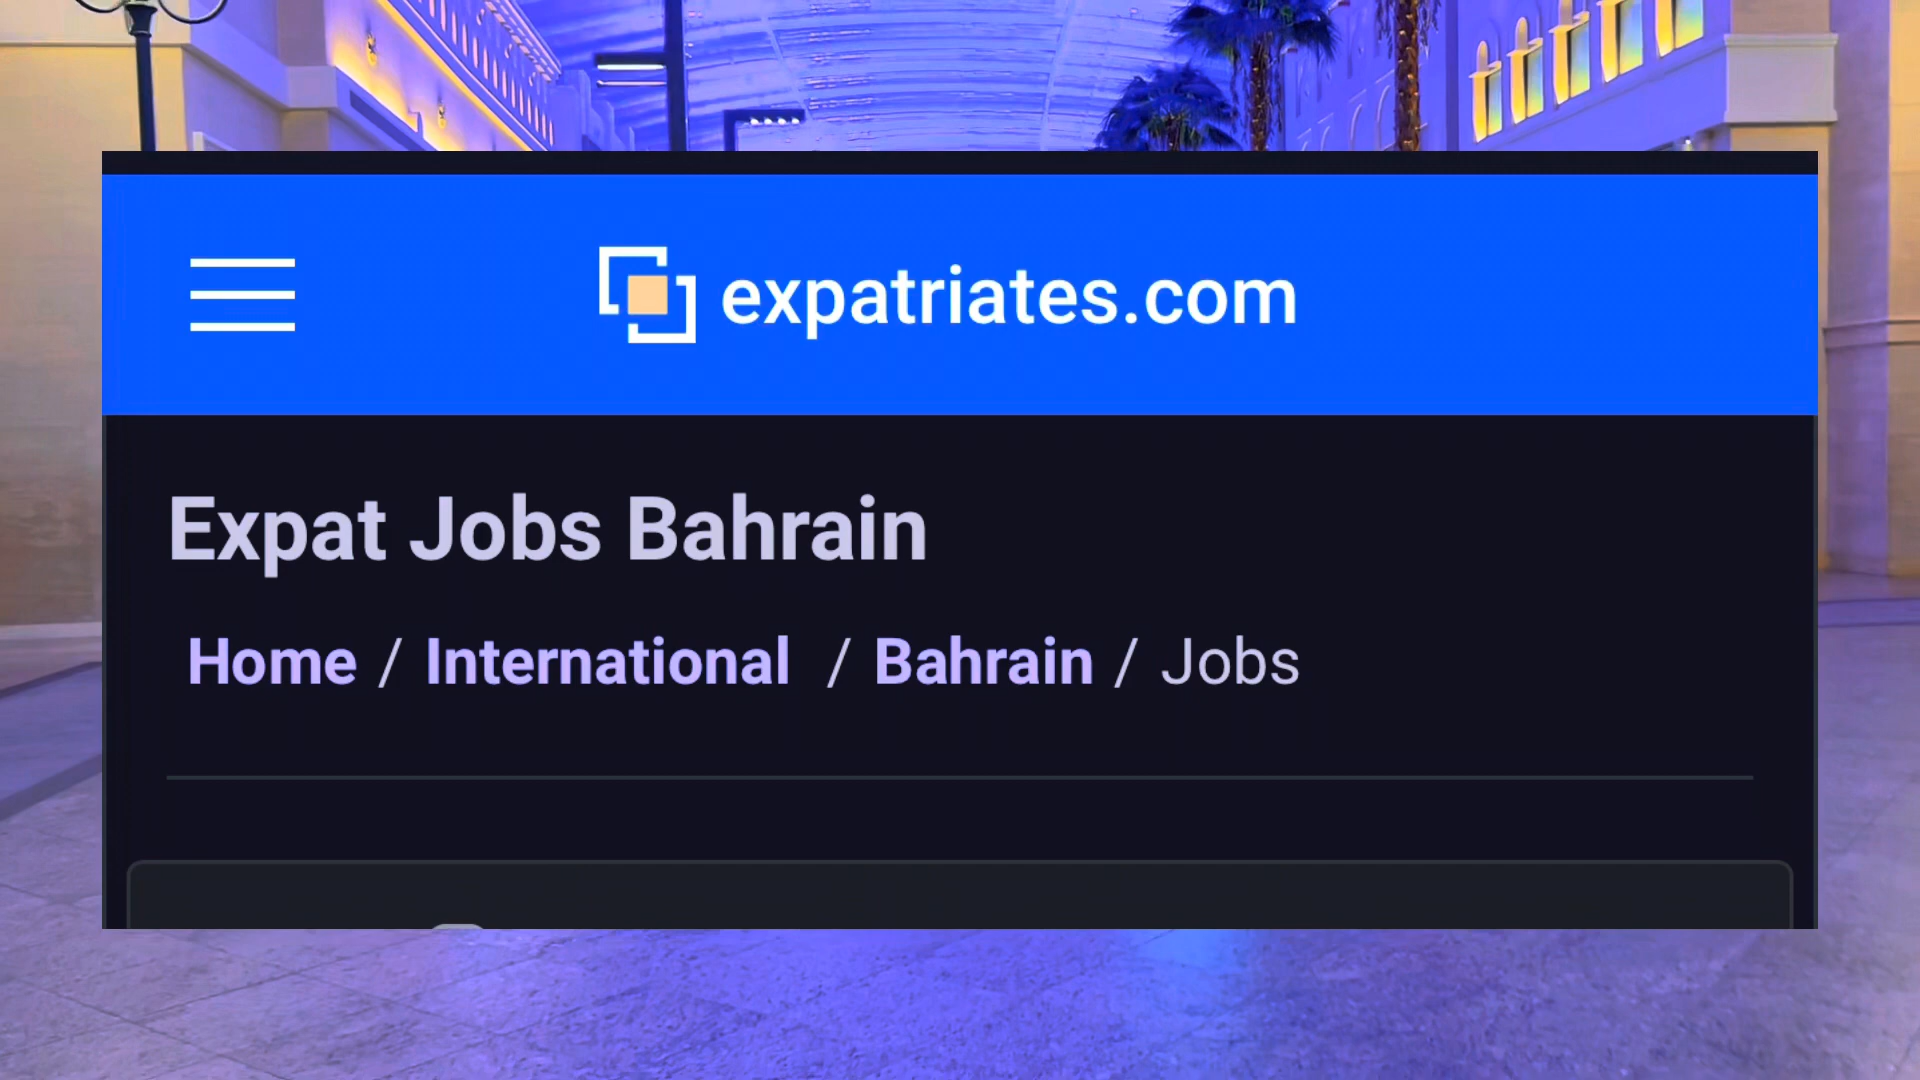 expatriates.com
Expat Jobs Bahrain
Home / International / Bahrain / Jobs